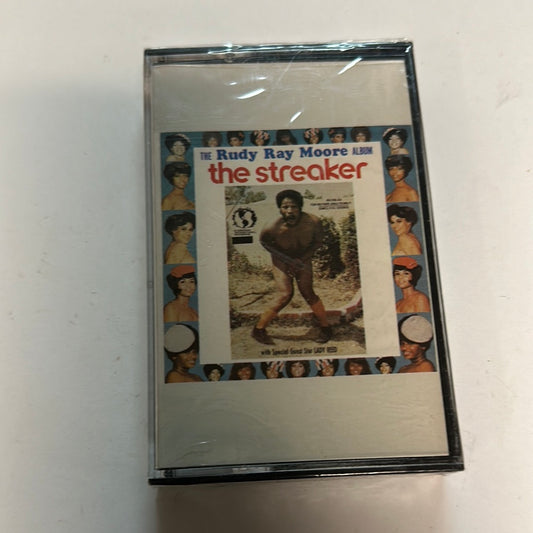 THE Rudy Ray Moore ALBUM
the streaker
with Special Guest Star LADY REED